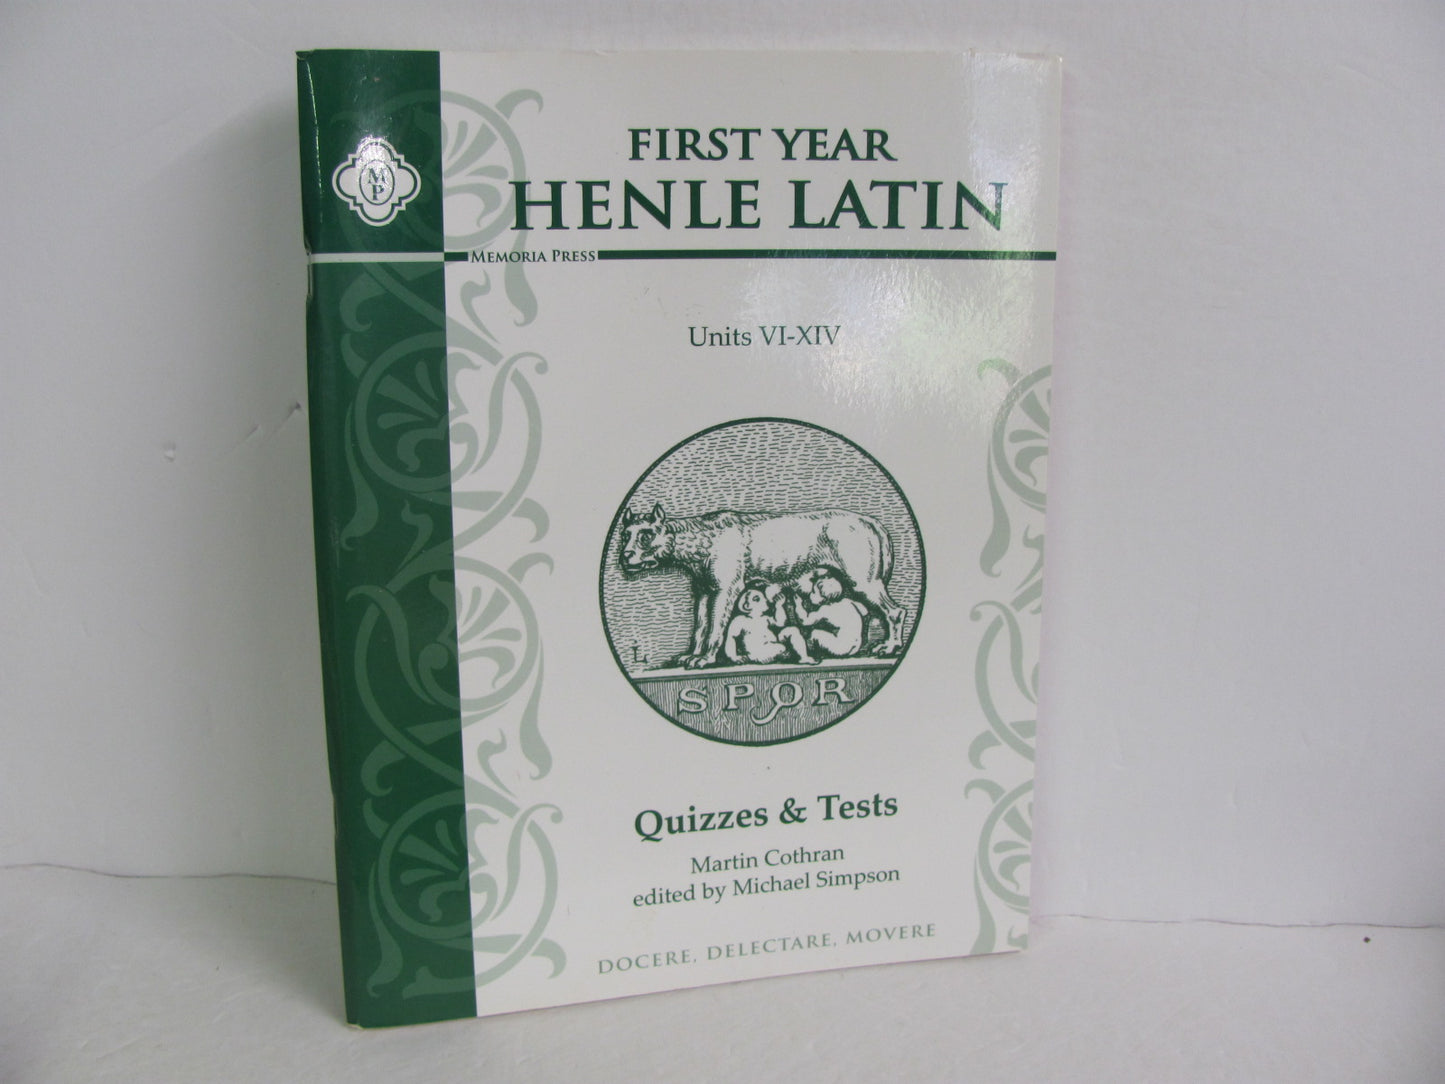 M
P
FIRST YEAR
HENLE LATIN
MEMORIA PRESS
Units VI-XIV
L
SPQR
Quizzes & Tests
Martin Cothran
edited by Michael Simpson
DOCERE, DELECTARE, MOVERE